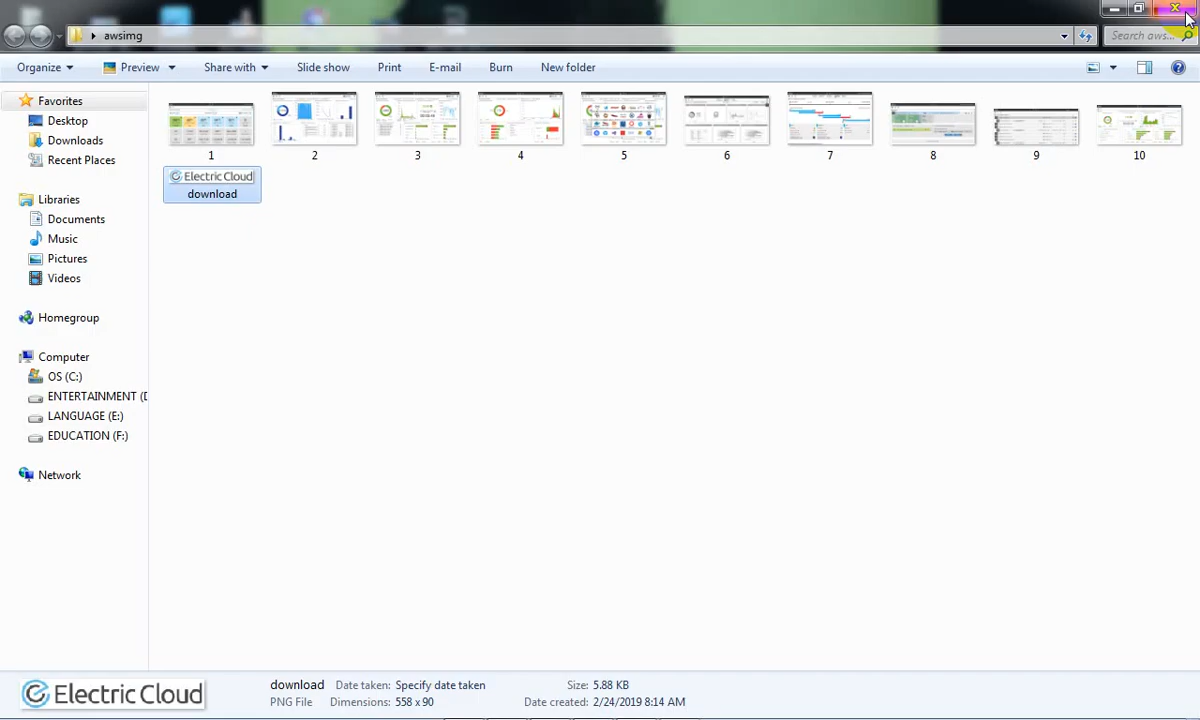 awsimg
Search aws...
Organize
Preview
Share with
Slide show
Print
E-mail
Burn
New folder
Favorites
Desktop
Downloads
Recent Places
Libraries
Documents
Music
Pictures
Videos
Homegroup
Computer
OS (C:)
ENTERTAINMENT (
LANGUAGE (E:)
EDUCATION (F:)
Network
1
2
3
4
5
6
7
8
9
10
Electric Cloud
download
Electric Cloud
download Date taken: Specify date taken Size: 5.88 KB
PNG File Dimensions: 558 x 90 Date created: 2/24/2019 8:14 AM